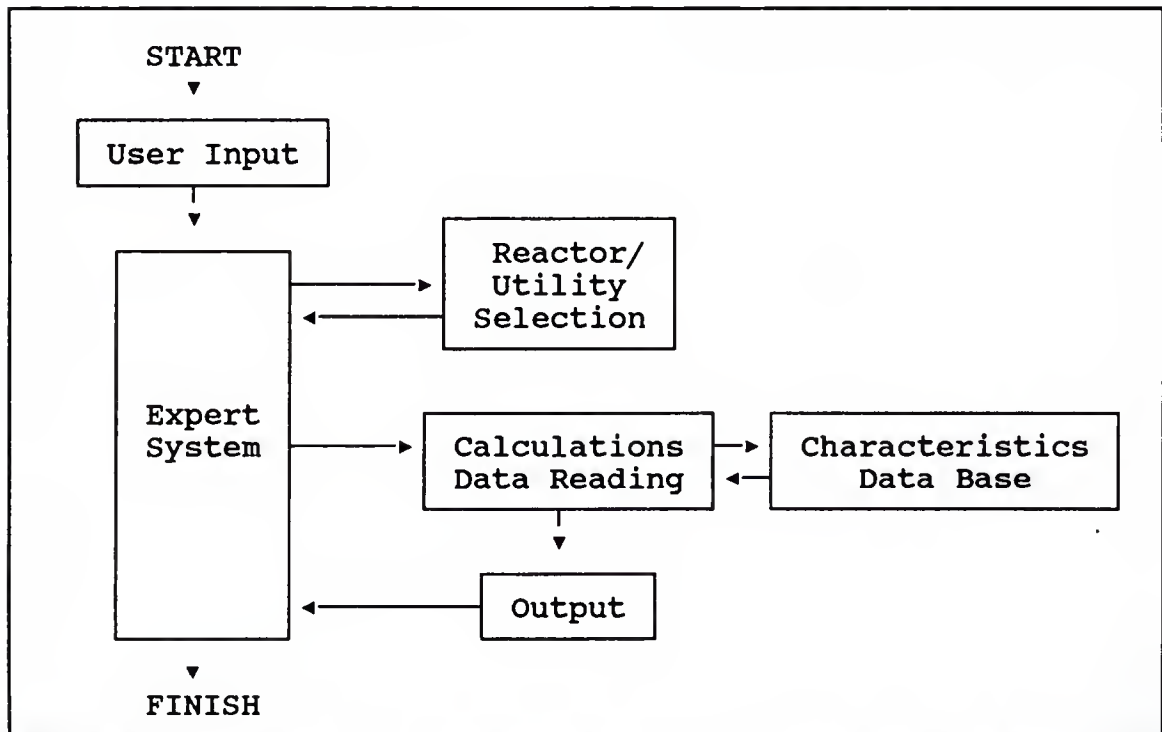 START
User Input
Reactor/
Utility
Selection
Expert
System
Calculations
Data Reading
Characteristics
Data Base
Output
FINISH